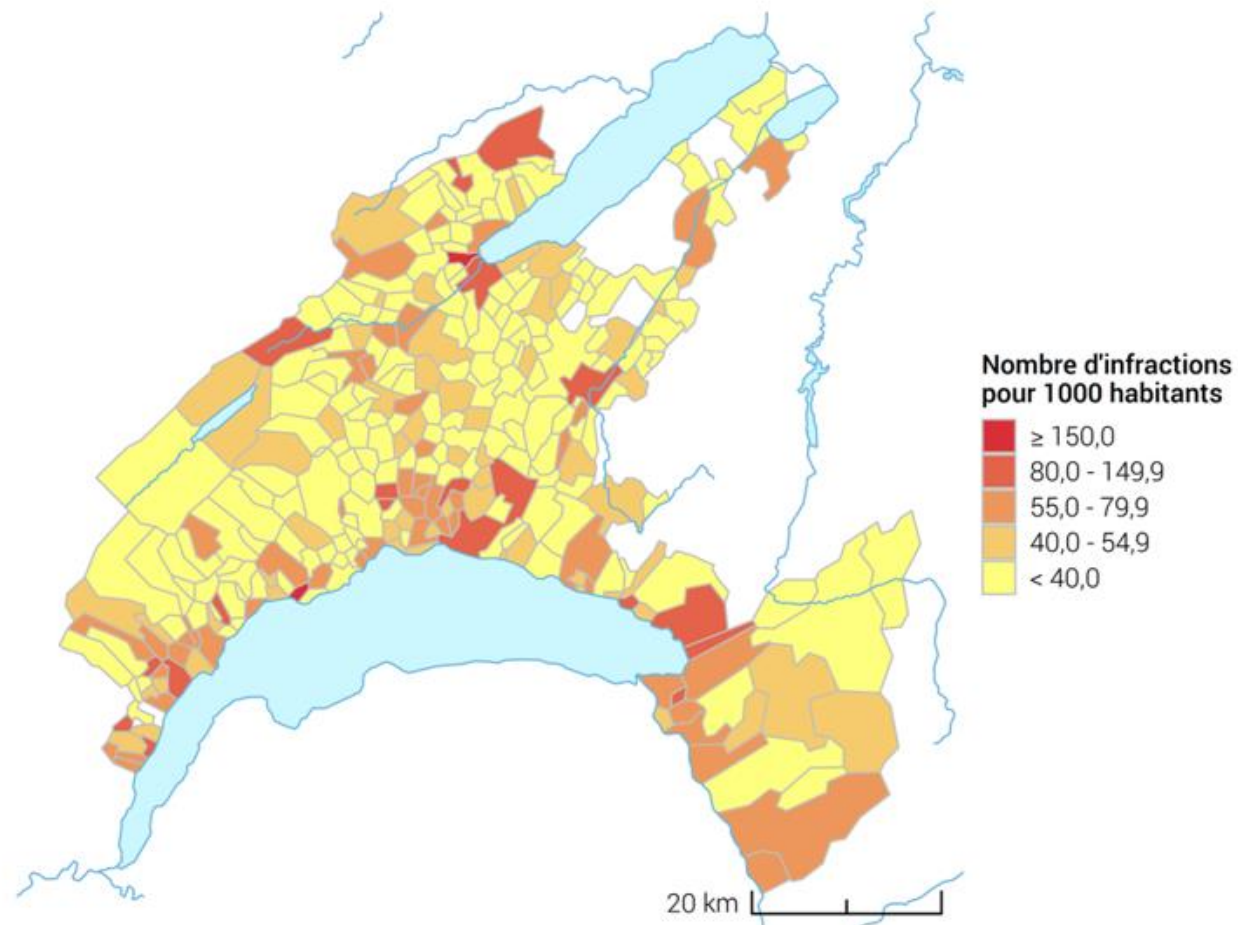 Nombre d'infractions
pour 1000 habitants
≥ 150,0
80,0 - 149,9
55,0 - 79,9
40,0 - 54,9
< 40,0
20 km